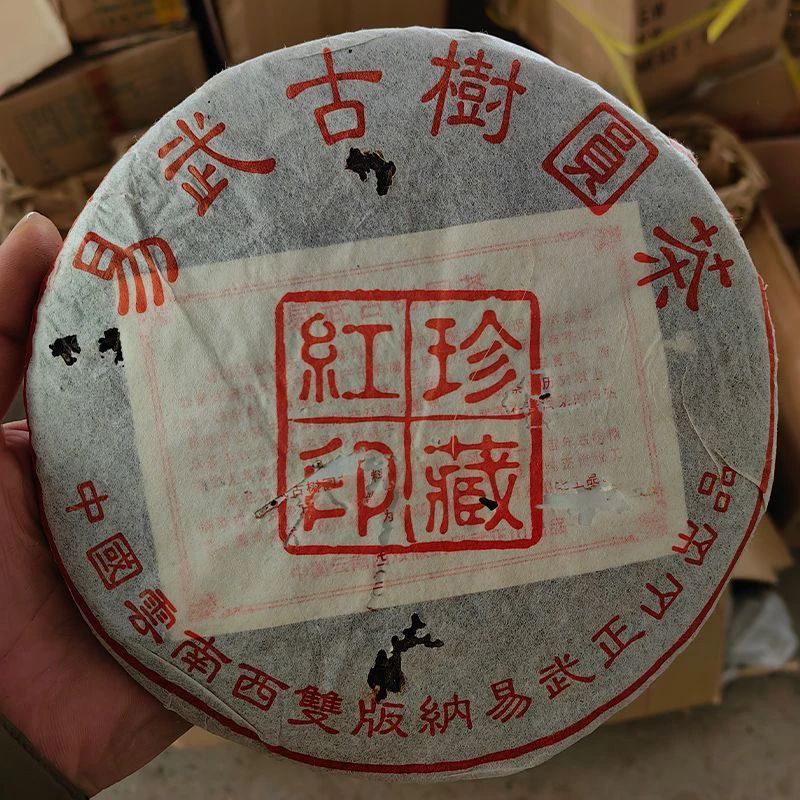 易武古樹圓茶
珍藏
紅印
中國雲南西雙版納易武正山出品